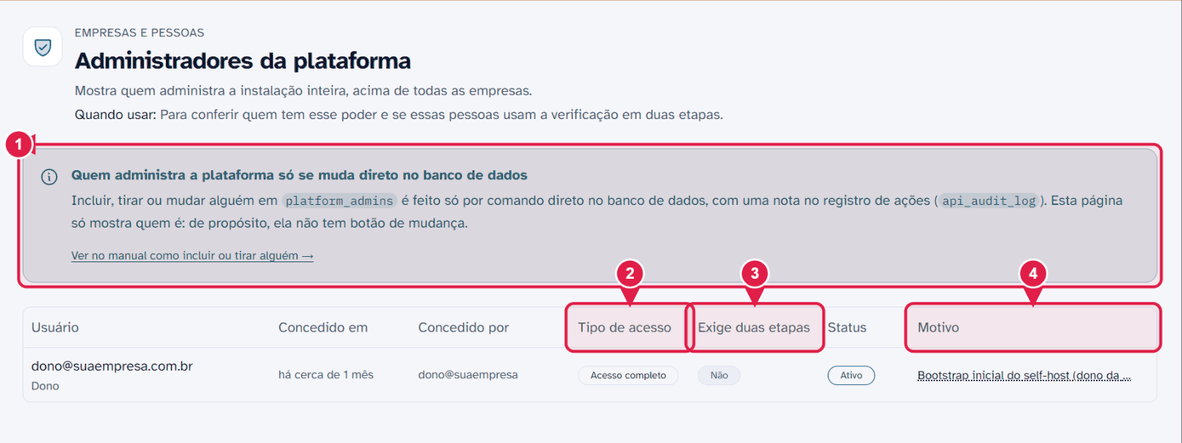 EMPRESAS E PESSOAS
Administradores da plataforma
Mostra quem administra a instalação inteira, acima de todas as empresas.
Quando usar: Para conferir quem tem esse poder e se essas pessoas usam a verificação em duas etapas.
1
Quem administra a plataforma só se muda direto no banco de dados
Incluir, tirar ou mudar alguém em platform_admins é feito só por comando direto no banco de dados, com uma nota no registro de ações (api_audit_log). Esta página
só mostra quem é: de propósito, ela não tem botão de mudança.
Ver no manual como incluir ou tirar alguém →
2 3 4
Usuário Concedido em Concedido por Tipo de acesso Exige duas etapas Status Motivo
dono@suaempresa.com.br há cerca de 1 mês dono@suaempresa Acesso completo Não Ativo Bootstrap inicial do self-host (dono da ...
Dono